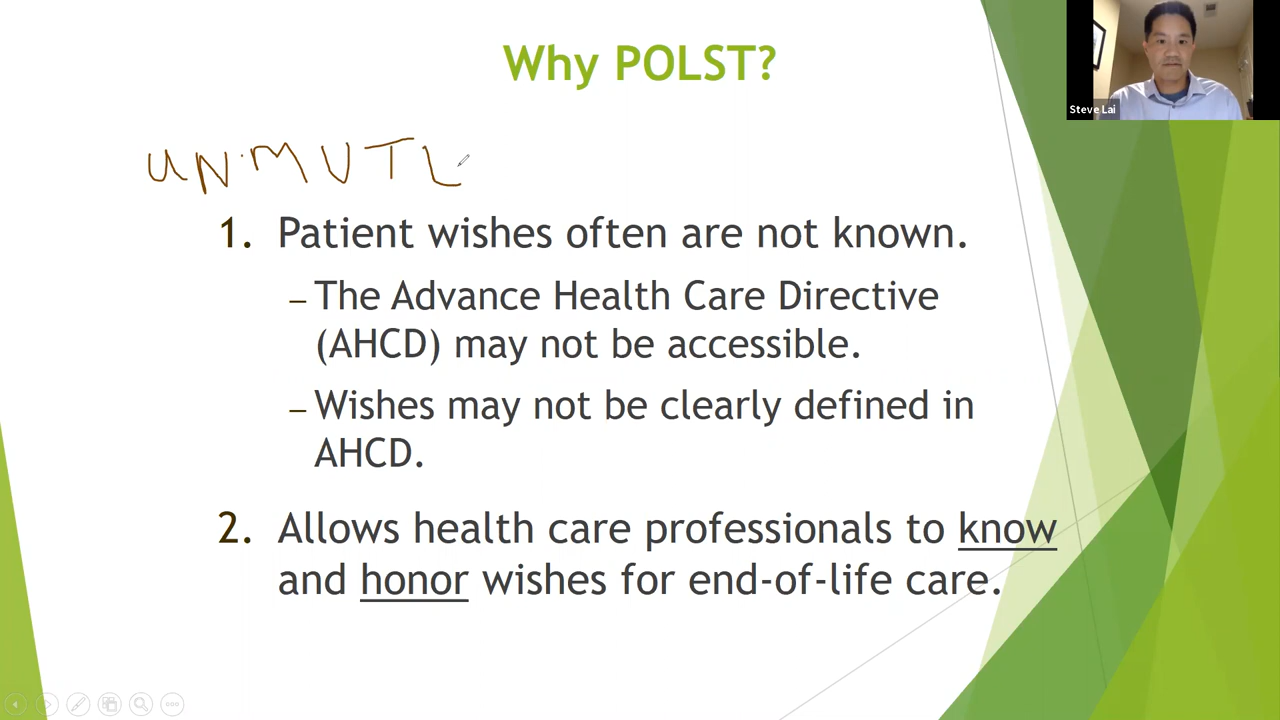 Why POLST?
Steve Lai
UNMUTL
1. Patient wishes often are not known.
– The Advance Health Care Directive
(AHCD) may not be accessible.
– Wishes may not be clearly defined in
AHCD.
2. Allows health care professionals to know
and honor wishes for end-of-life care.